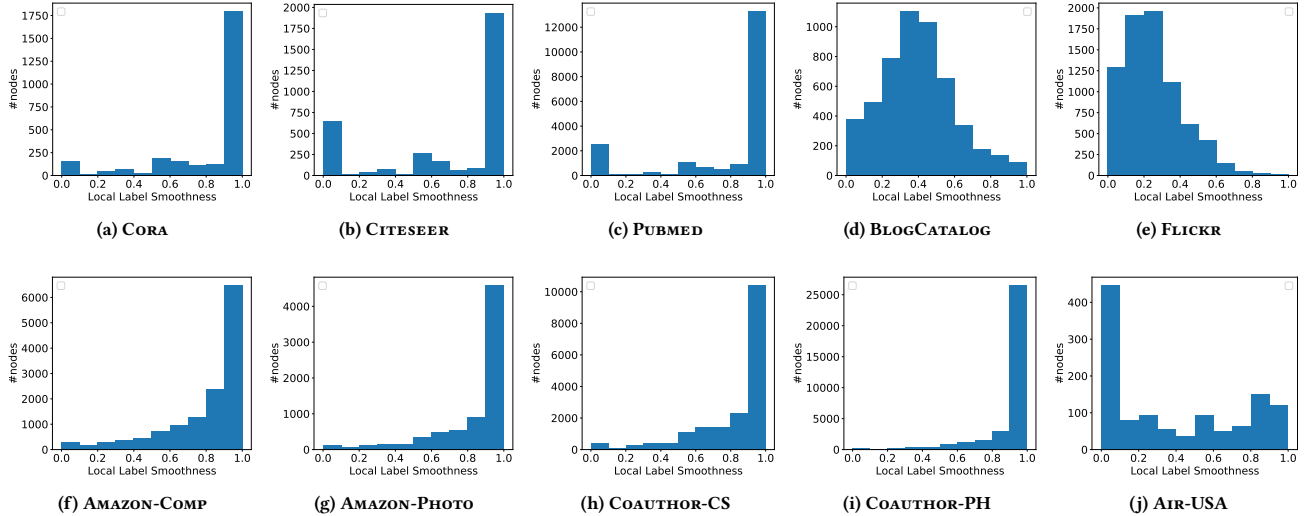 1750
1500
1250
1000
750
500
250
0
#nodes
0.0 0.2 0.4 0.6 0.8 1.0
Local Label Smoothness
(a) CORA
2000
1750
1500
1250
1000
750
500
250
0
#nodes
0.0 0.2 0.4 0.6 0.8 1.0
Local Label Smoothness
(b) CITESEER
12000
10000
8000
6000
4000
2000
0
#nodes
0.0 0.2 0.4 0.6 0.8 1.0
Local Label Smoothness
(c) PUBMED
1000
800
600
400
200
0
#nodes
0.0 0.2 0.4 0.6 0.8 1.0
Local Label Smoothness
(d) BLOGCATALOG
2000
1750
1500
1250
1000
750
500
250
0
#nodes
0.0 0.2 0.4 0.6 0.8 1.0
Local Label Smoothness
(e) FLICKR
6000
5000
4000
3000
2000
1000
0
#nodes
0.0 0.2 0.4 0.6 0.8 1.0
Local Label Smoothness
(f) AMAZON-COMP
4000
3000
2000
1000
0
#nodes
0.0 0.2 0.4 0.6 0.8 1.0
Local Label Smoothness
(g) AMAZON-PHOTO
10000
8000
6000
4000
2000
0
#nodes
0.0 0.2 0.4 0.6 0.8 1.0
Local Label Smoothness
(h) COAUTHOR-CS
25000
20000
15000
10000
5000
0
#nodes
0.0 0.2 0.4 0.6 0.8 1.0
Local Label Smoothness
(i) COAUTHOR-PH
400
300
200
100
0
#nodes
0.0 0.2 0.4 0.6 0.8 1.0
Local Label Smoothness
(j) AIR-USA